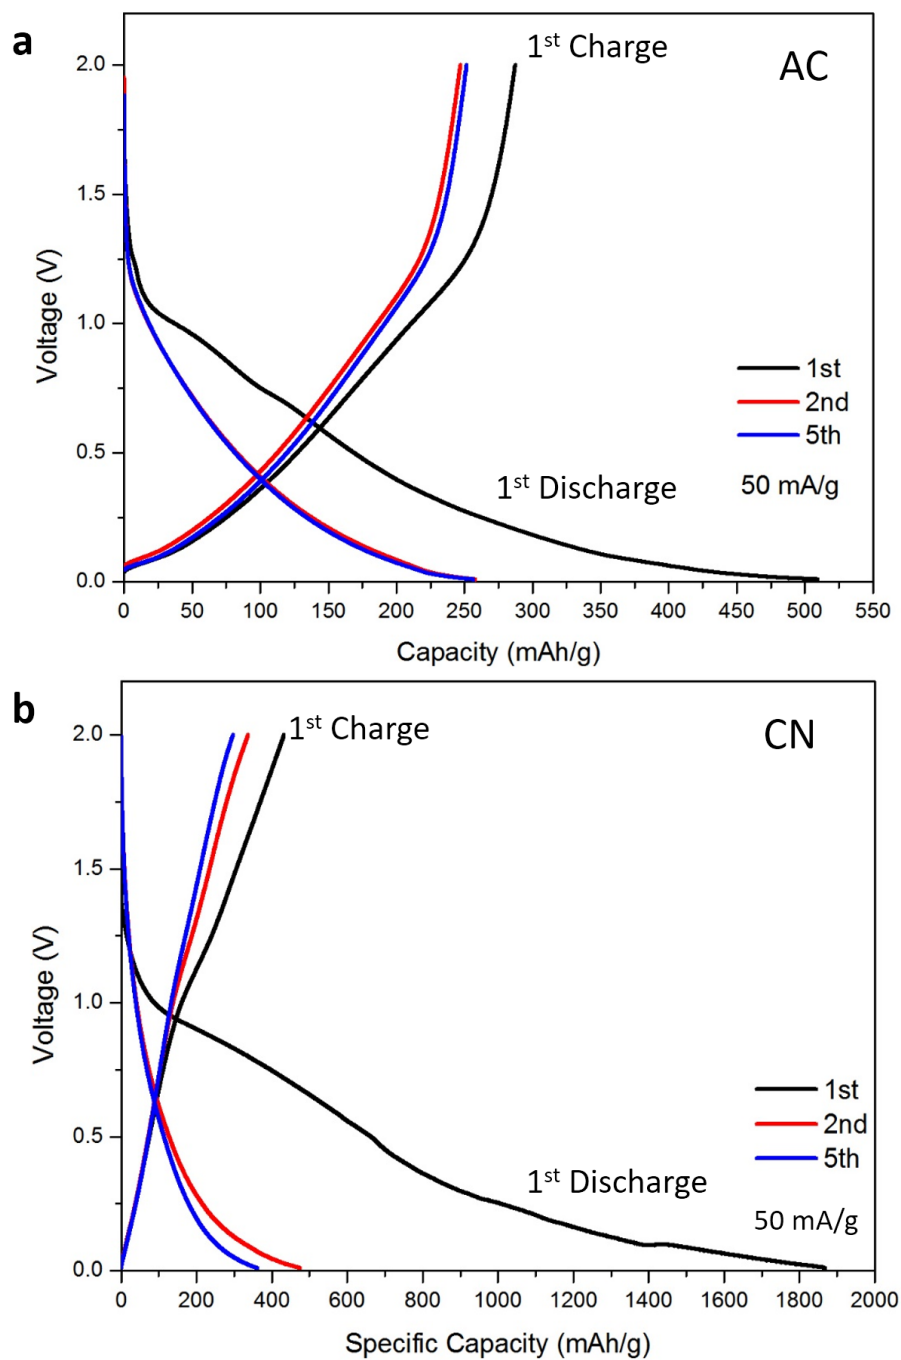 a
1st Charge
AC
2.0
1.5
1.0
0.5
0.0
Voltage (V)
1st
2nd
5th
1st Discharge
50 mA/g
0 50 100 150 200 250 300 350 400 450 500 550
Capacity (mAh/g)
b
1st Charge
CN
2.0
1.5
1.0
0.5
0.0
Voltage (V)
1st
2nd
5th
1st Discharge
50 mA/g
0 200 400 600 800 1000 1200 1400 1600 1800 2000
Specific Capacity (mAh/g)